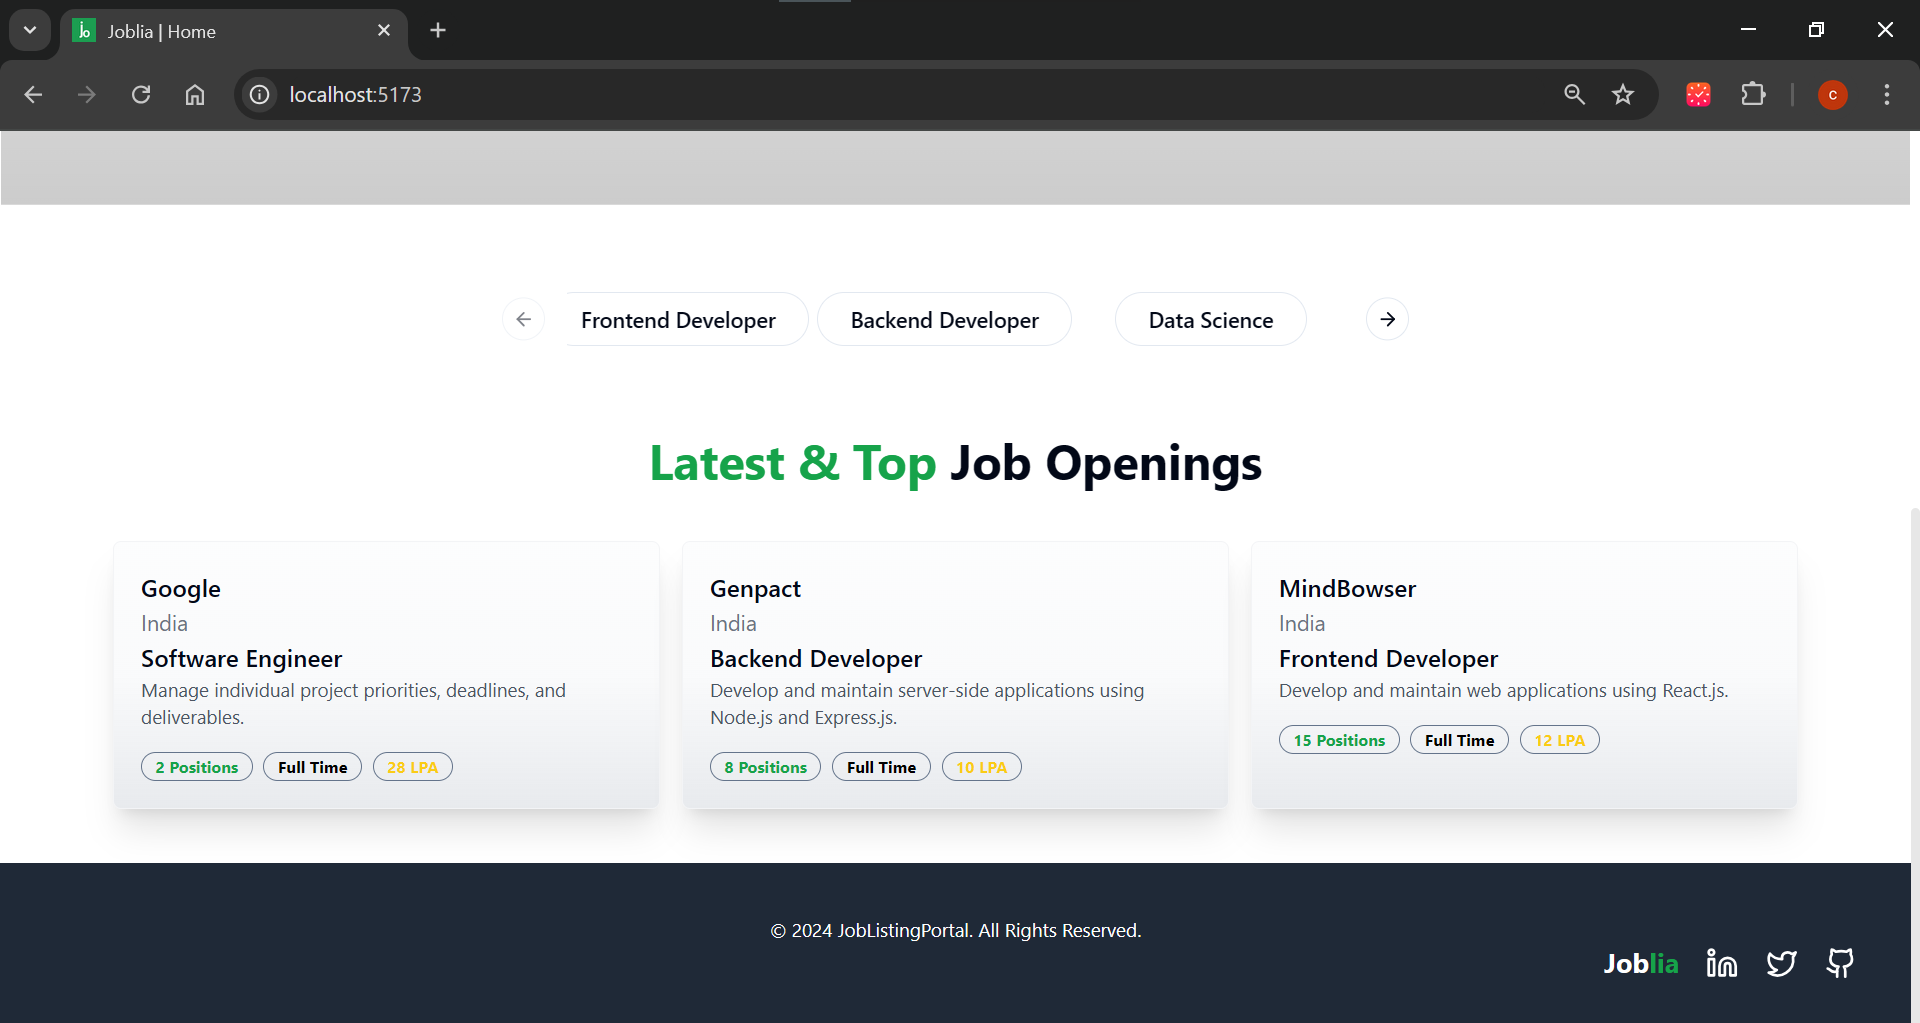 jo Joblia | Home
localhost:5173
C
Frontend Developer Backend Developer Data Science
Latest & Top Job Openings
Google
India
Software Engineer
Manage individual project priorities, deadlines, and
deliverables.
2 Positions Full Time 28 LPA
Genpact
India
Backend Developer
Develop and maintain server-side applications using
Node.js and Express.js.
8 Positions Full Time 10 LPA
MindBowser
India
Frontend Developer
Develop and maintain web applications using React.js.
15 Positions Full Time 12 LPA
© 2024 JobListingPortal. All Rights Reserved.
Joblia in